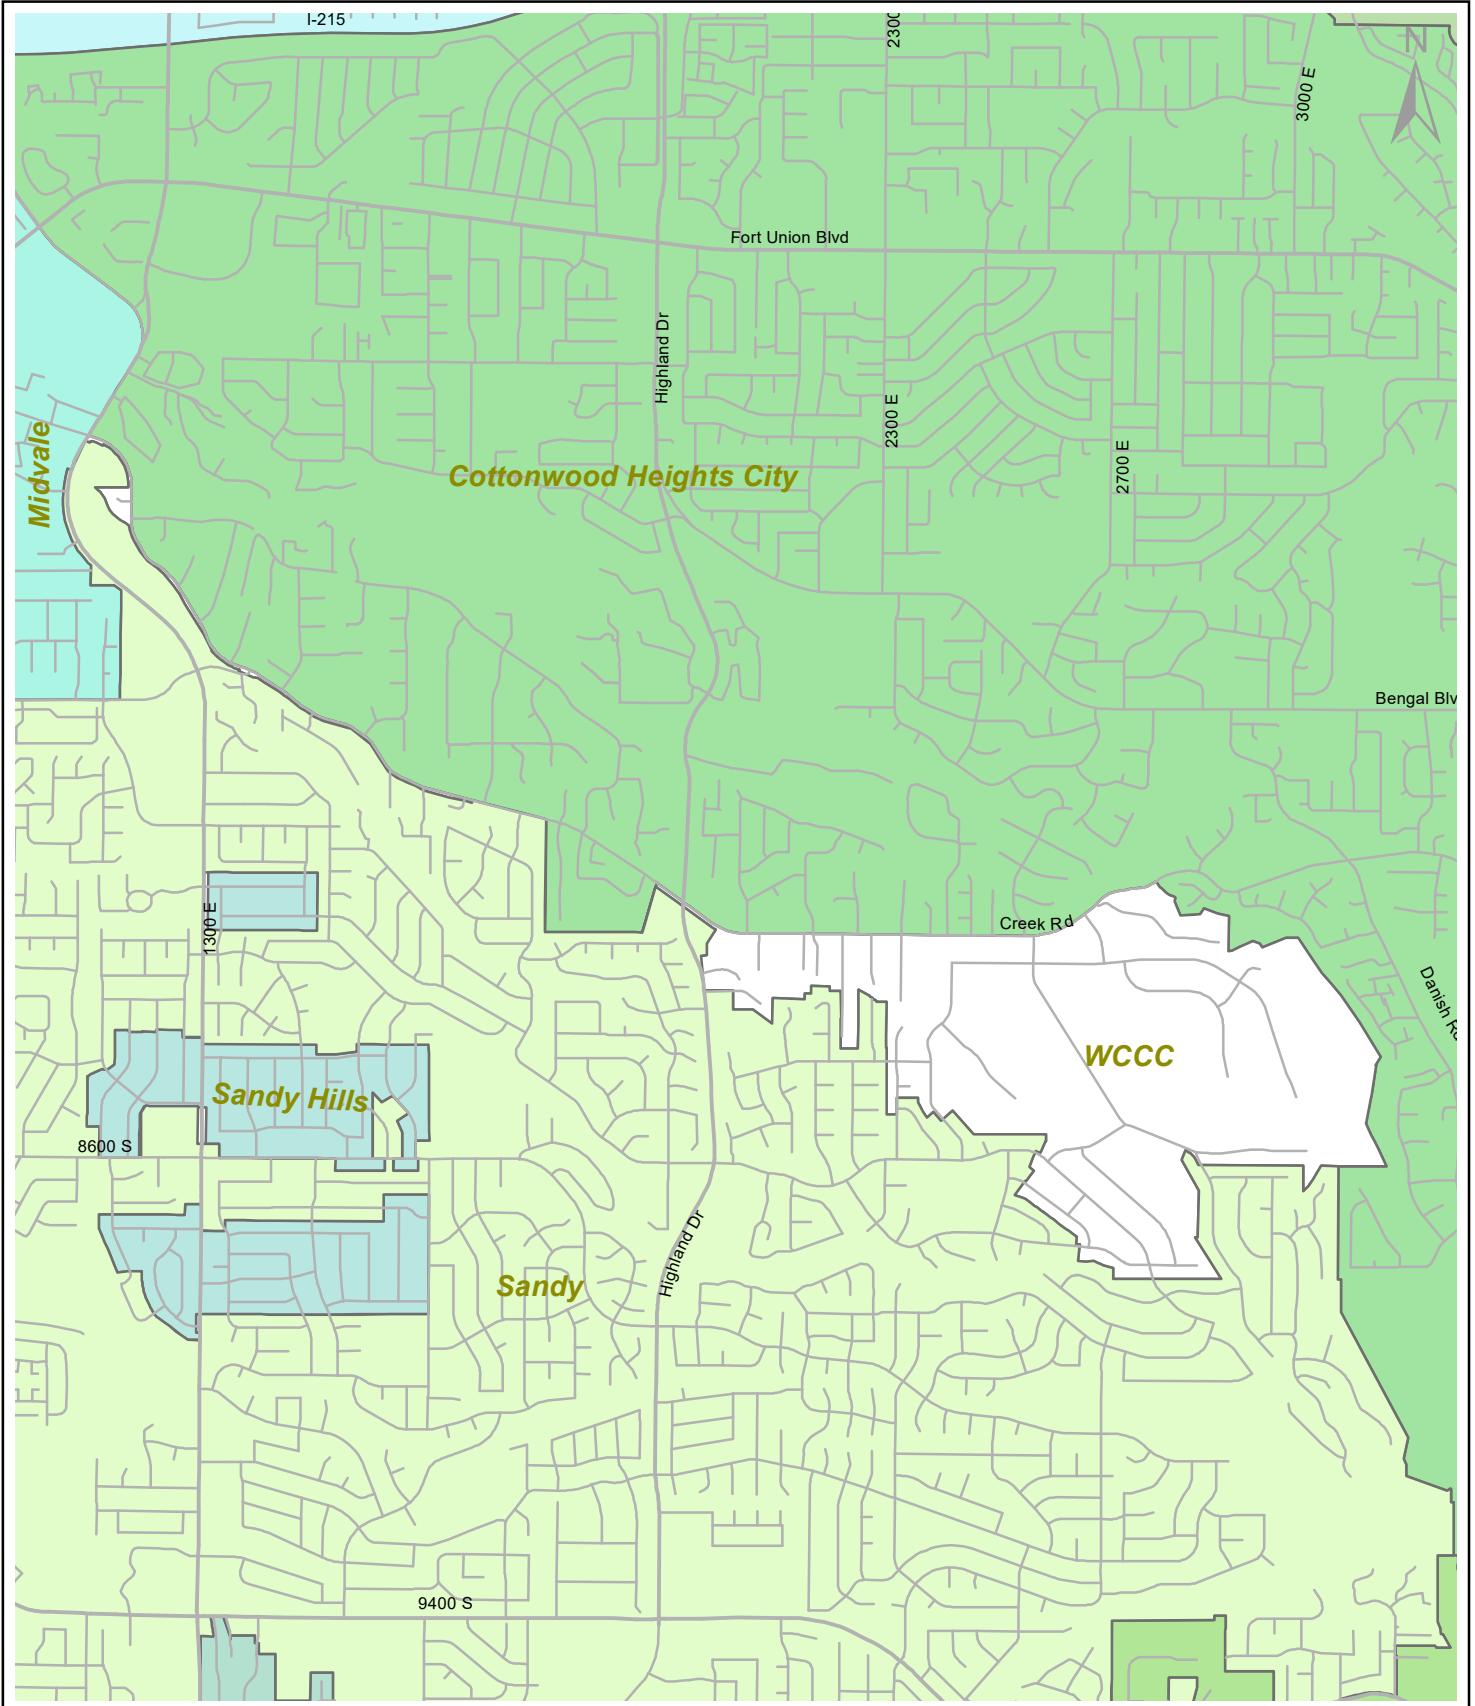 I-215
2300
3000 E
N
Fort Union Blvd
Highland Dr
2300 E
2700 E
Midvale
Cottonwood Heights City
Bengal Blv
1300 E
Creek Rd
Danish Rd
WCCC
Sandy Hills
8600 S
Highland Dr
Sandy
9400 S